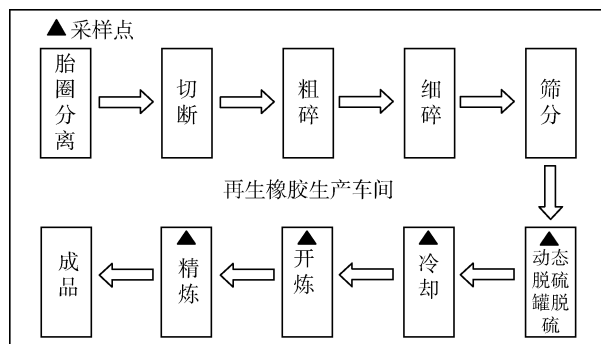 ▲采样点
胎圈分离
切断
粗碎
细碎
筛分
再生橡胶生产车间
成品
精炼
开炼
冷却
动态
脱硫
罐脱
硫